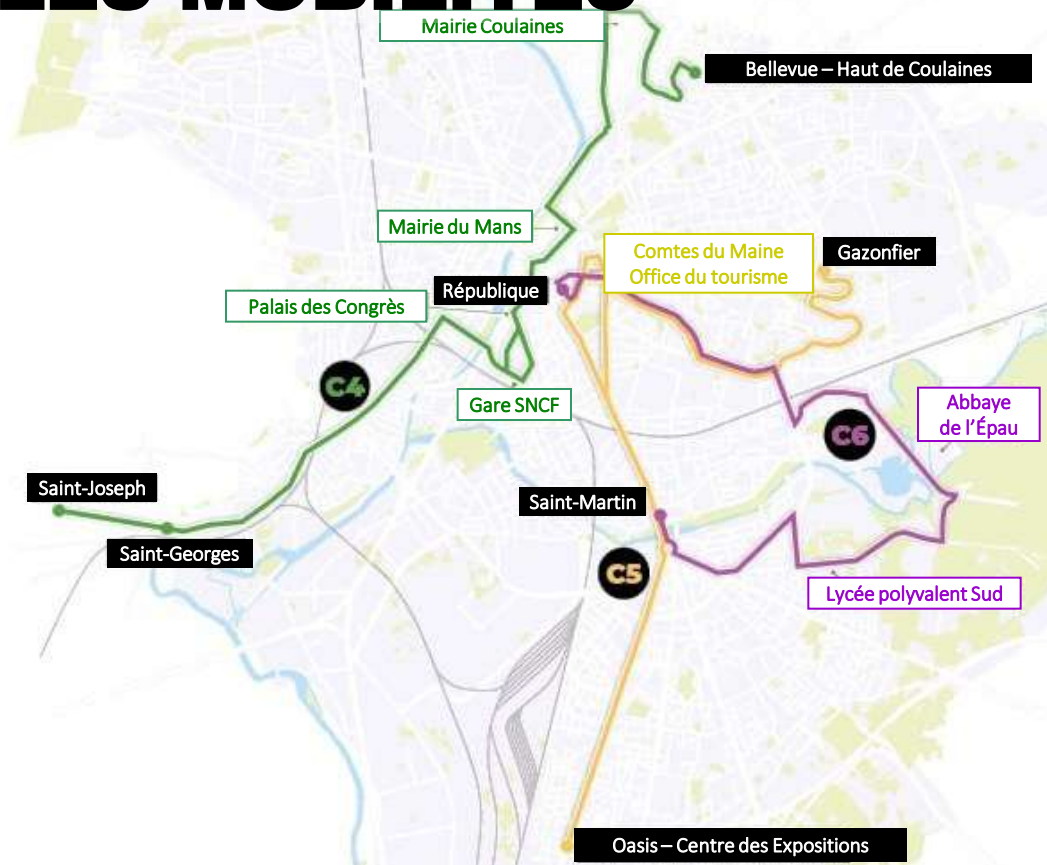 LES MOBILITÉS
Mairie Coulaines
Bellevue – Haut de Coulaines
Mairie du Mans
Comtes du Maine
Office du tourisme
Gazonfier
République
Palais des Congrès
C4
Gare SNCF
Abbaye
de l'Épau
C6
Saint-Joseph
Saint-Martin
Saint-Georges
C5
Lycée polyvalent Sud
Oasis – Centre des Expositions